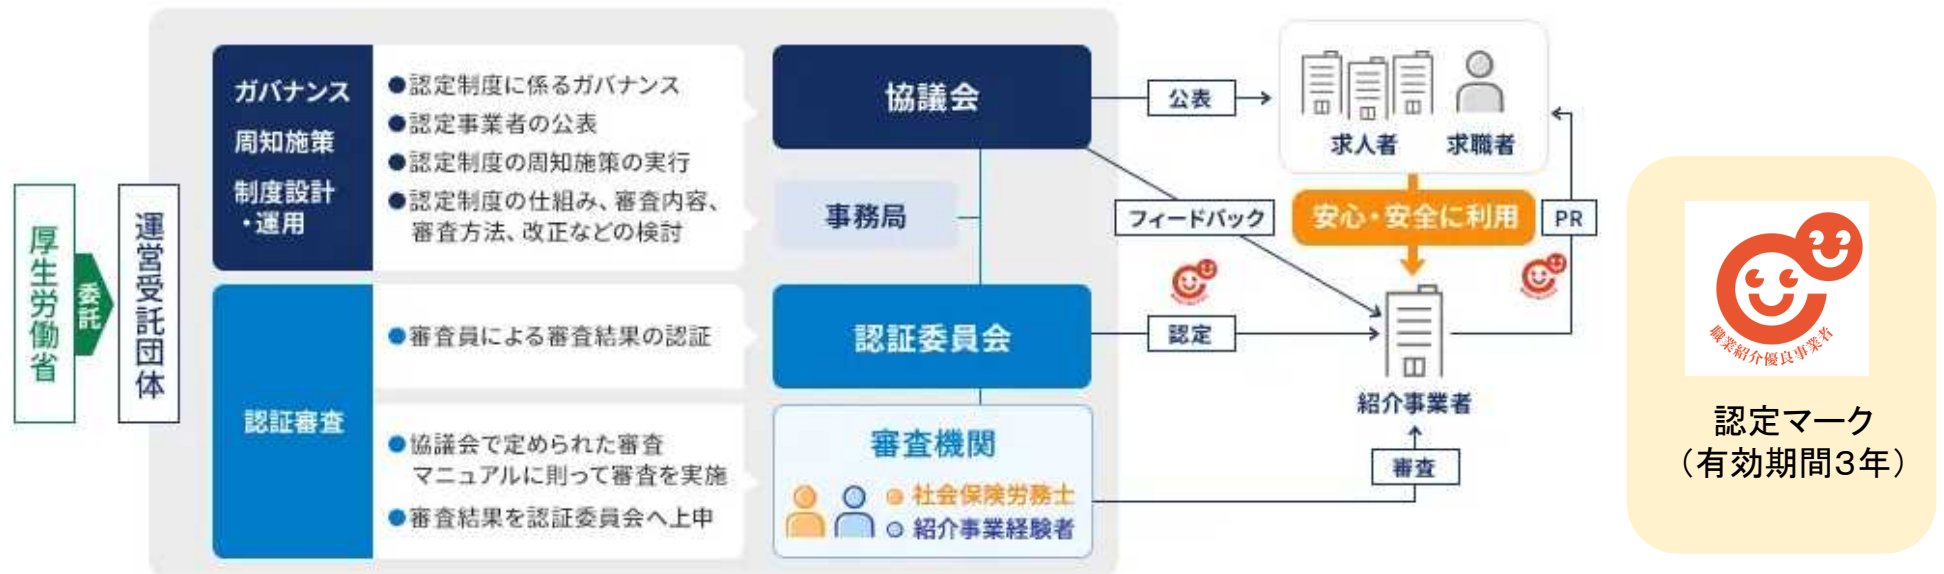 厚生労働省
委託
運営受託団体
ガバナンス
周知施策
制度設計
・運用
●認定制度に係るガバナンス
●認定事業者の公表
●認定制度の周知施策の実行
●認定制度の仕組み、審査内容、
審査方法、改正などの検討
認証審査
●審査員による審査結果の認証
●協議会で定められた審査
マニュアルに則って審査を実施
●審査結果を認証委員会へ上申
協議会
事務局
認証委員会
審査機関
社会保険労務士
紹介事業経験者
公表
フィードバック
認定
審査
求人者
求職者
安心・安全に利用
PR
紹介事業者
職業紹介優良事業者
認定マーク
（有効期間3年）